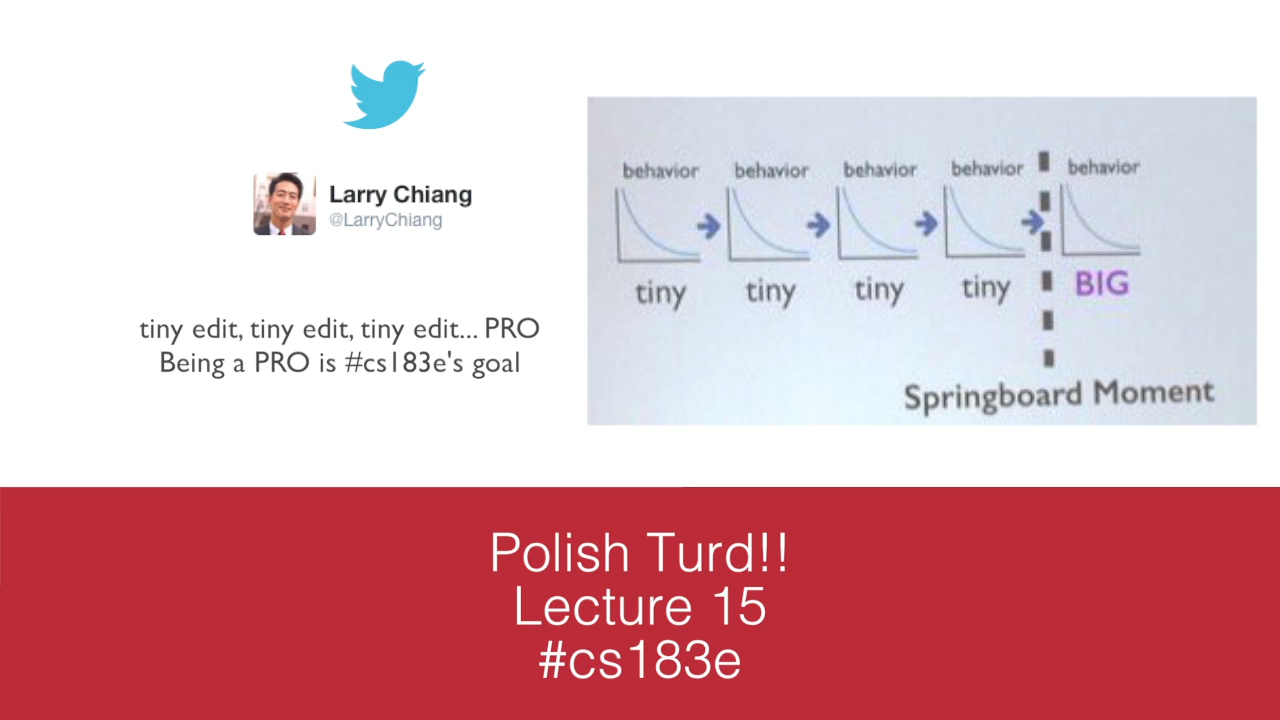 Larry Chiang
@LarryChiang
tiny edit, tiny edit, tiny edit... PRO
Being a PRO is #cs183e's goal
behavior behavior behavior behavior behavior
tiny tiny tiny tiny BIG
Springboard Moment
Polish Turd!!
Lecture 15
#cs183e